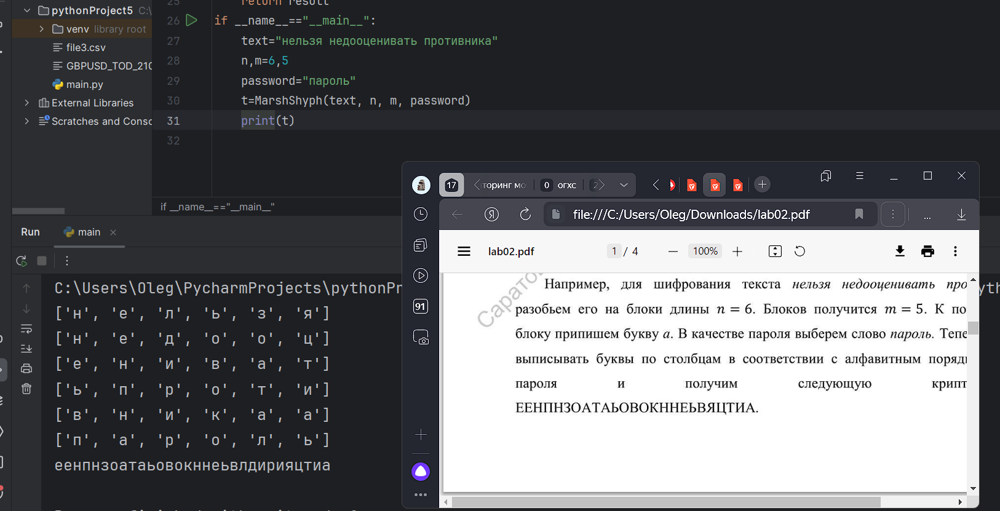 pythonProject5 C:\
venv library root
file3.csv
GBPUSD_TOD_210
main.py
External Libraries
Scratches and Consc
25 return result
26 if __name__=="__main__":
27 text="нельзя недооценивать противника"
28 n,m=6,5
29 password="пароль"
30 t=MarshShyph(text, n, m, password)
31 print(t)
32
if __name__=="__main__"
Run main
C:\Users\Oleg\PycharmProjects\pythonPr
['н', 'е', 'л', 'ь', 'з', 'я']
['н', 'е', 'д', 'о', 'о', 'ц']
['е', 'н', 'и', 'в', 'а', 'т']
['ь', 'п', 'р', 'о', 'т', 'и']
['в', 'н', 'и', 'к', 'а', 'а']
['п', 'а', 'р', 'о', 'л', 'ь']
еенпнзоатаьовокннеьвлдирияцтиа
17 торинг мо 0 огхс 2
Я file:///C:/Users/Oleg/Downloads/lab02.pdf ...
91
lab02.pdf 1 / 4 — 100% +
Саратов
Например, для шифрования текста нельзя недооценивать про
разобьем его на блоки длины n = 6. Блоков получится m = 5. К по
блоку припишем букву а. В качестве пароля выберем слово пароль. Тепе
выписывать буквы по столбцам в соответствии с алфавитным поряд
пароля и получим следующую крипт
ЕЕНПНЗОАТАЬОВОКННЕЬВЯЦТИА.
yth